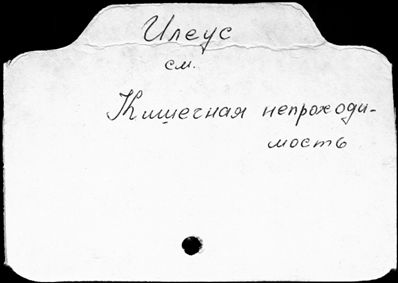 Илеус
см.
Кишечная непроходи-
мость